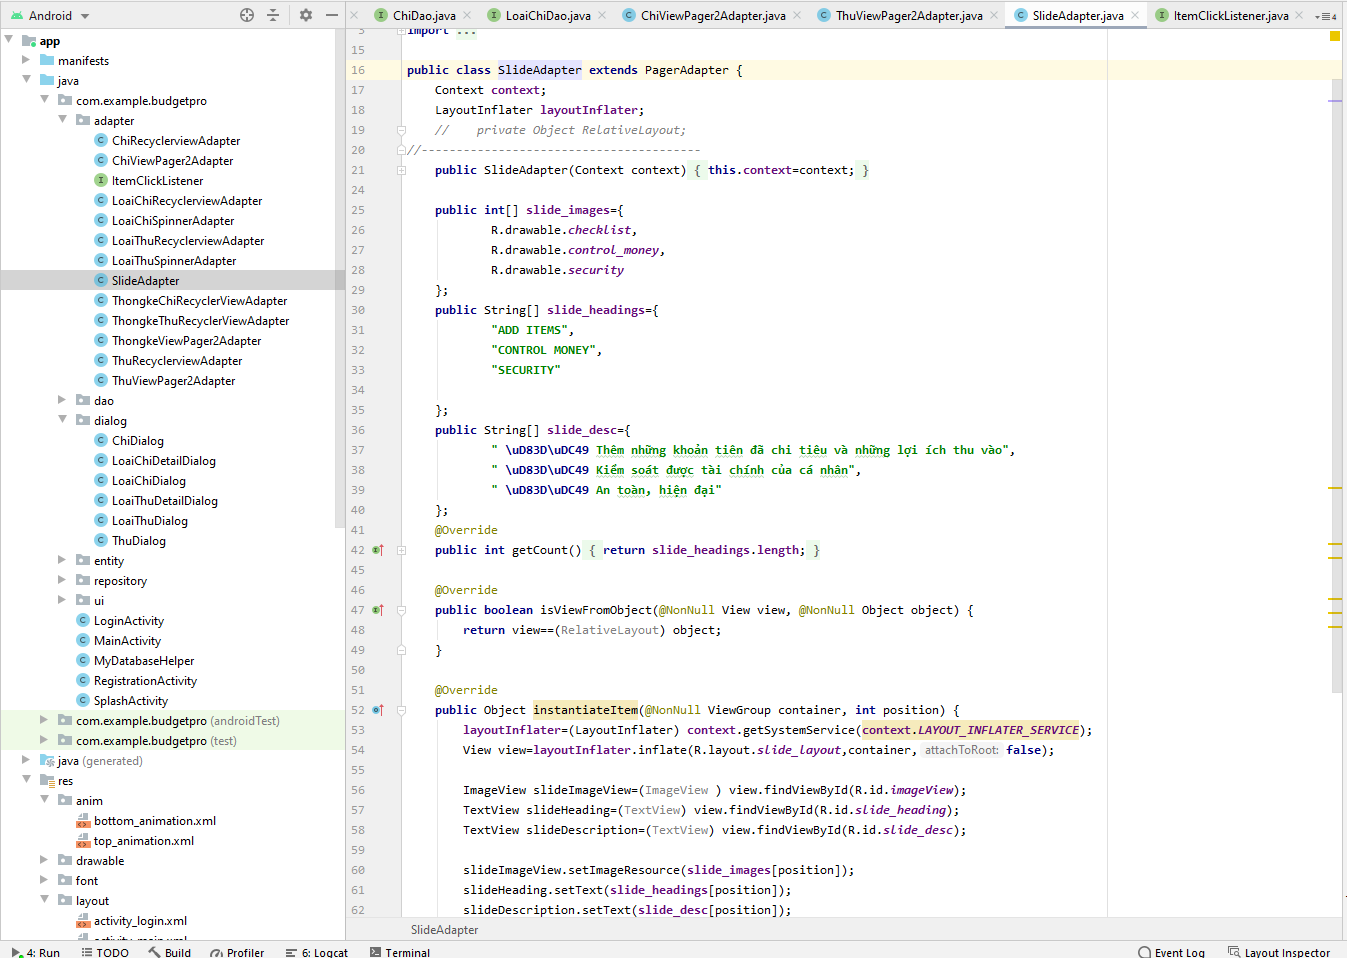 Android
ChiDao.java
LoaiChiDao.java
ChiViewPager2Adapter.java
ThuViewPager2Adapter.java
SlideAdapter.java
ItemClickListener.java
4
app
manifests
java
com.example.budgetpro
adapter
ChiRecyclerviewAdapter
ChiViewPager2Adapter
ItemClickListener
LoaiChiRecyclerviewAdapter
LoaiChiSpinnerAdapter
LoaiThuRecyclerviewAdapter
LoaiThuSpinnerAdapter
SlideAdapter
ThongkeChiRecyclerViewAdapter
ThongkeThuRecyclerViewAdapter
ThongkeViewPager2Adapter
ThuRecyclerviewAdapter
ThuViewPager2Adapter
dao
dialog
ChiDialog
LoaiChiDetailDialog
LoaiChiDialog
LoaiThuDetailDialog
LoaiThuDialog
ThuDialog
entity
repository
ui
LoginActivity
MainActivity
MyDatabaseHelper
RegistrationActivity
SplashActivity
com.example.budgetpro (androidTest)
com.example.budgetpro (test)
java (generated)
res
anim
bottom_animation.xml
top_animation.xml
drawable
font
layout
activity_login.xml
activity_main.xml
3 import ...
15
16 public class SlideAdapter extends PagerAdapter {
17 Context context;
18 LayoutInflater layoutInflater;
19 // private Object RelativeLayout;
20 //----------------------------------------
21 public SlideAdapter(Context context) { this.context=context; }
24
25 public int[] slide_images={
26 R.drawable.checklist,
27 R.drawable.control_money,
28 R.drawable.security
29 };
30 public String[] slide_headings={
31 "ADD ITEMS",
32 "CONTROL MONEY",
33 "SECURITY"
34
35 };
36 public String[] slide_desc={
37 " \uD83D\uDC49 Thêm những khoản tiền đã chi tiêu và những lợi ích thu vào",
38 " \uD83D\uDC49 Kiểm soát được tài chính của cá nhân",
39 " \uD83D\uDC49 An toàn, hiện đại"
40 };
41 @Override
42 public int getCount() { return slide_headings.length; }
45
46 @Override
47 public boolean isViewFromObject(@NonNull View view, @NonNull Object object) {
48 return view==(RelativeLayout) object;
49 }
50
51 @Override
52 public Object instantiateItem(@NonNull ViewGroup container, int position) {
53 layoutInflater=(LayoutInflater) context.getSystemService(context.LAYOUT_INFLATER_SERVICE);
54 View view=layoutInflater.inflate(R.layout.slide_layout,container, attachToRoot: false);
55
56 ImageView slideImageView=(ImageView ) view.findViewById(R.id.imageView);
57 TextView slideHeading=(TextView) view.findViewById(R.id.slide_heading);
58 TextView slideDescription=(TextView) view.findViewById(R.id.slide_desc);
59
60 slideImageView.setImageResource(slide_images[position]);
61 slideHeading.setText(slide_headings[position]);
62 slideDescription.setText(slide_desc[position]);
SlideAdapter
4: Run
TODO
Build
Profiler
6: Logcat
Terminal
Event Log
Layout Inspector